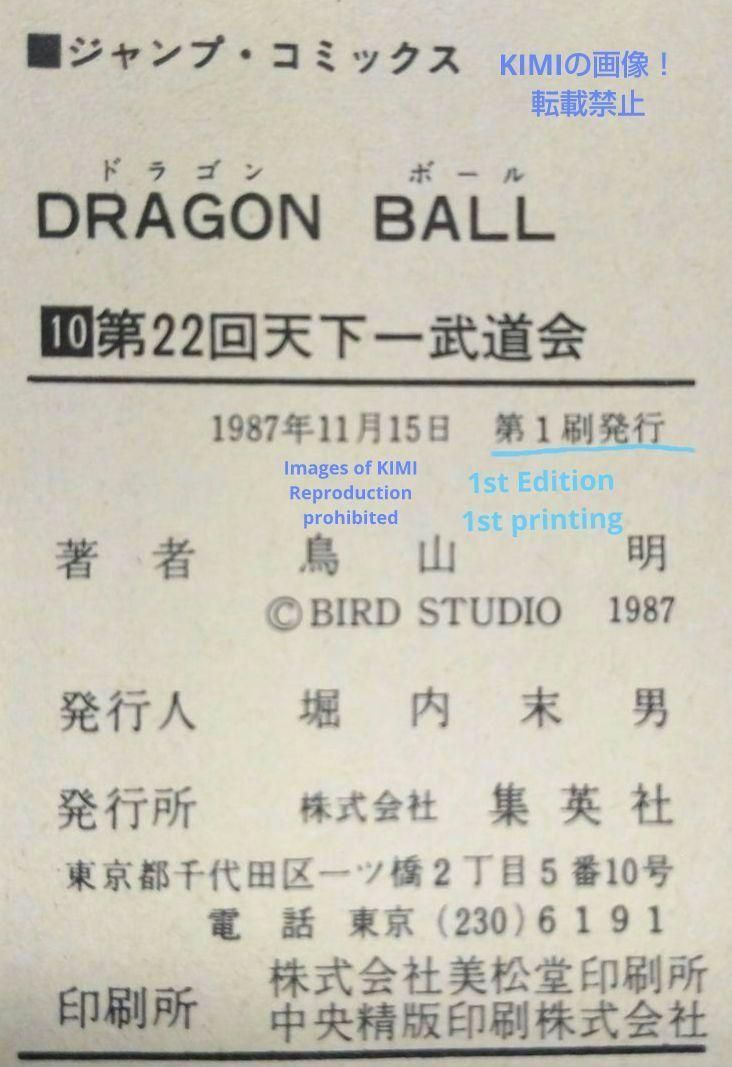 ■ジャンプ・コミックス
KIMIの画像！
転載禁止
ドラゴン ボール
DRAGON BALL
10第22回天下一武道会
1987年11月15日 第1刷発行
Images of KIMI
Reproduction
prohibited
1st Edition
1st printing
著者 鳥山明
©BIRD STUDIO 1987
発行人 堀内末男
発行所 株式会社 集英社
東京都千代田区一ツ橋2丁目5番10号
電話 東京(230)6191
印刷所 株式会社美松堂印刷所
中央精版印刷株式会社